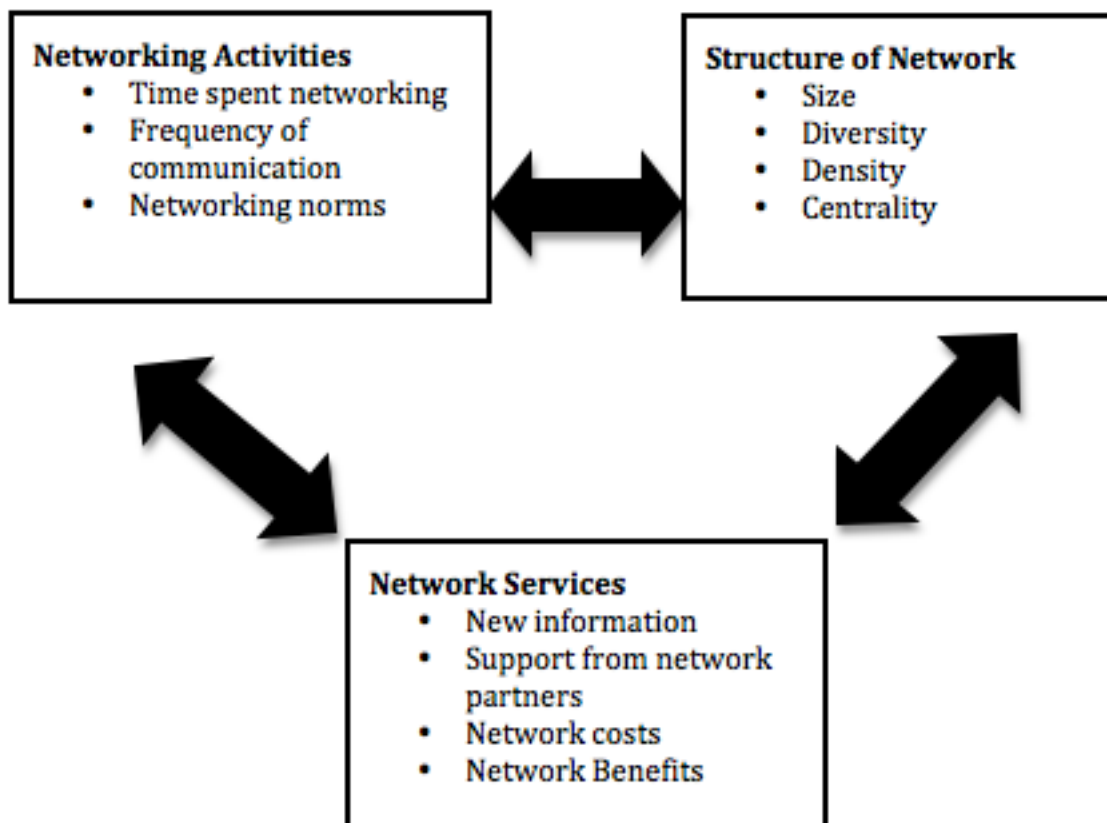 Networking Activities
• Time spent networking
• Frequency of
communication
• Networking norms
Structure of Network
• Size
• Diversity
• Density
• Centrality
Network Services
• New information
• Support from network
partners
• Network costs
• Network Benefits